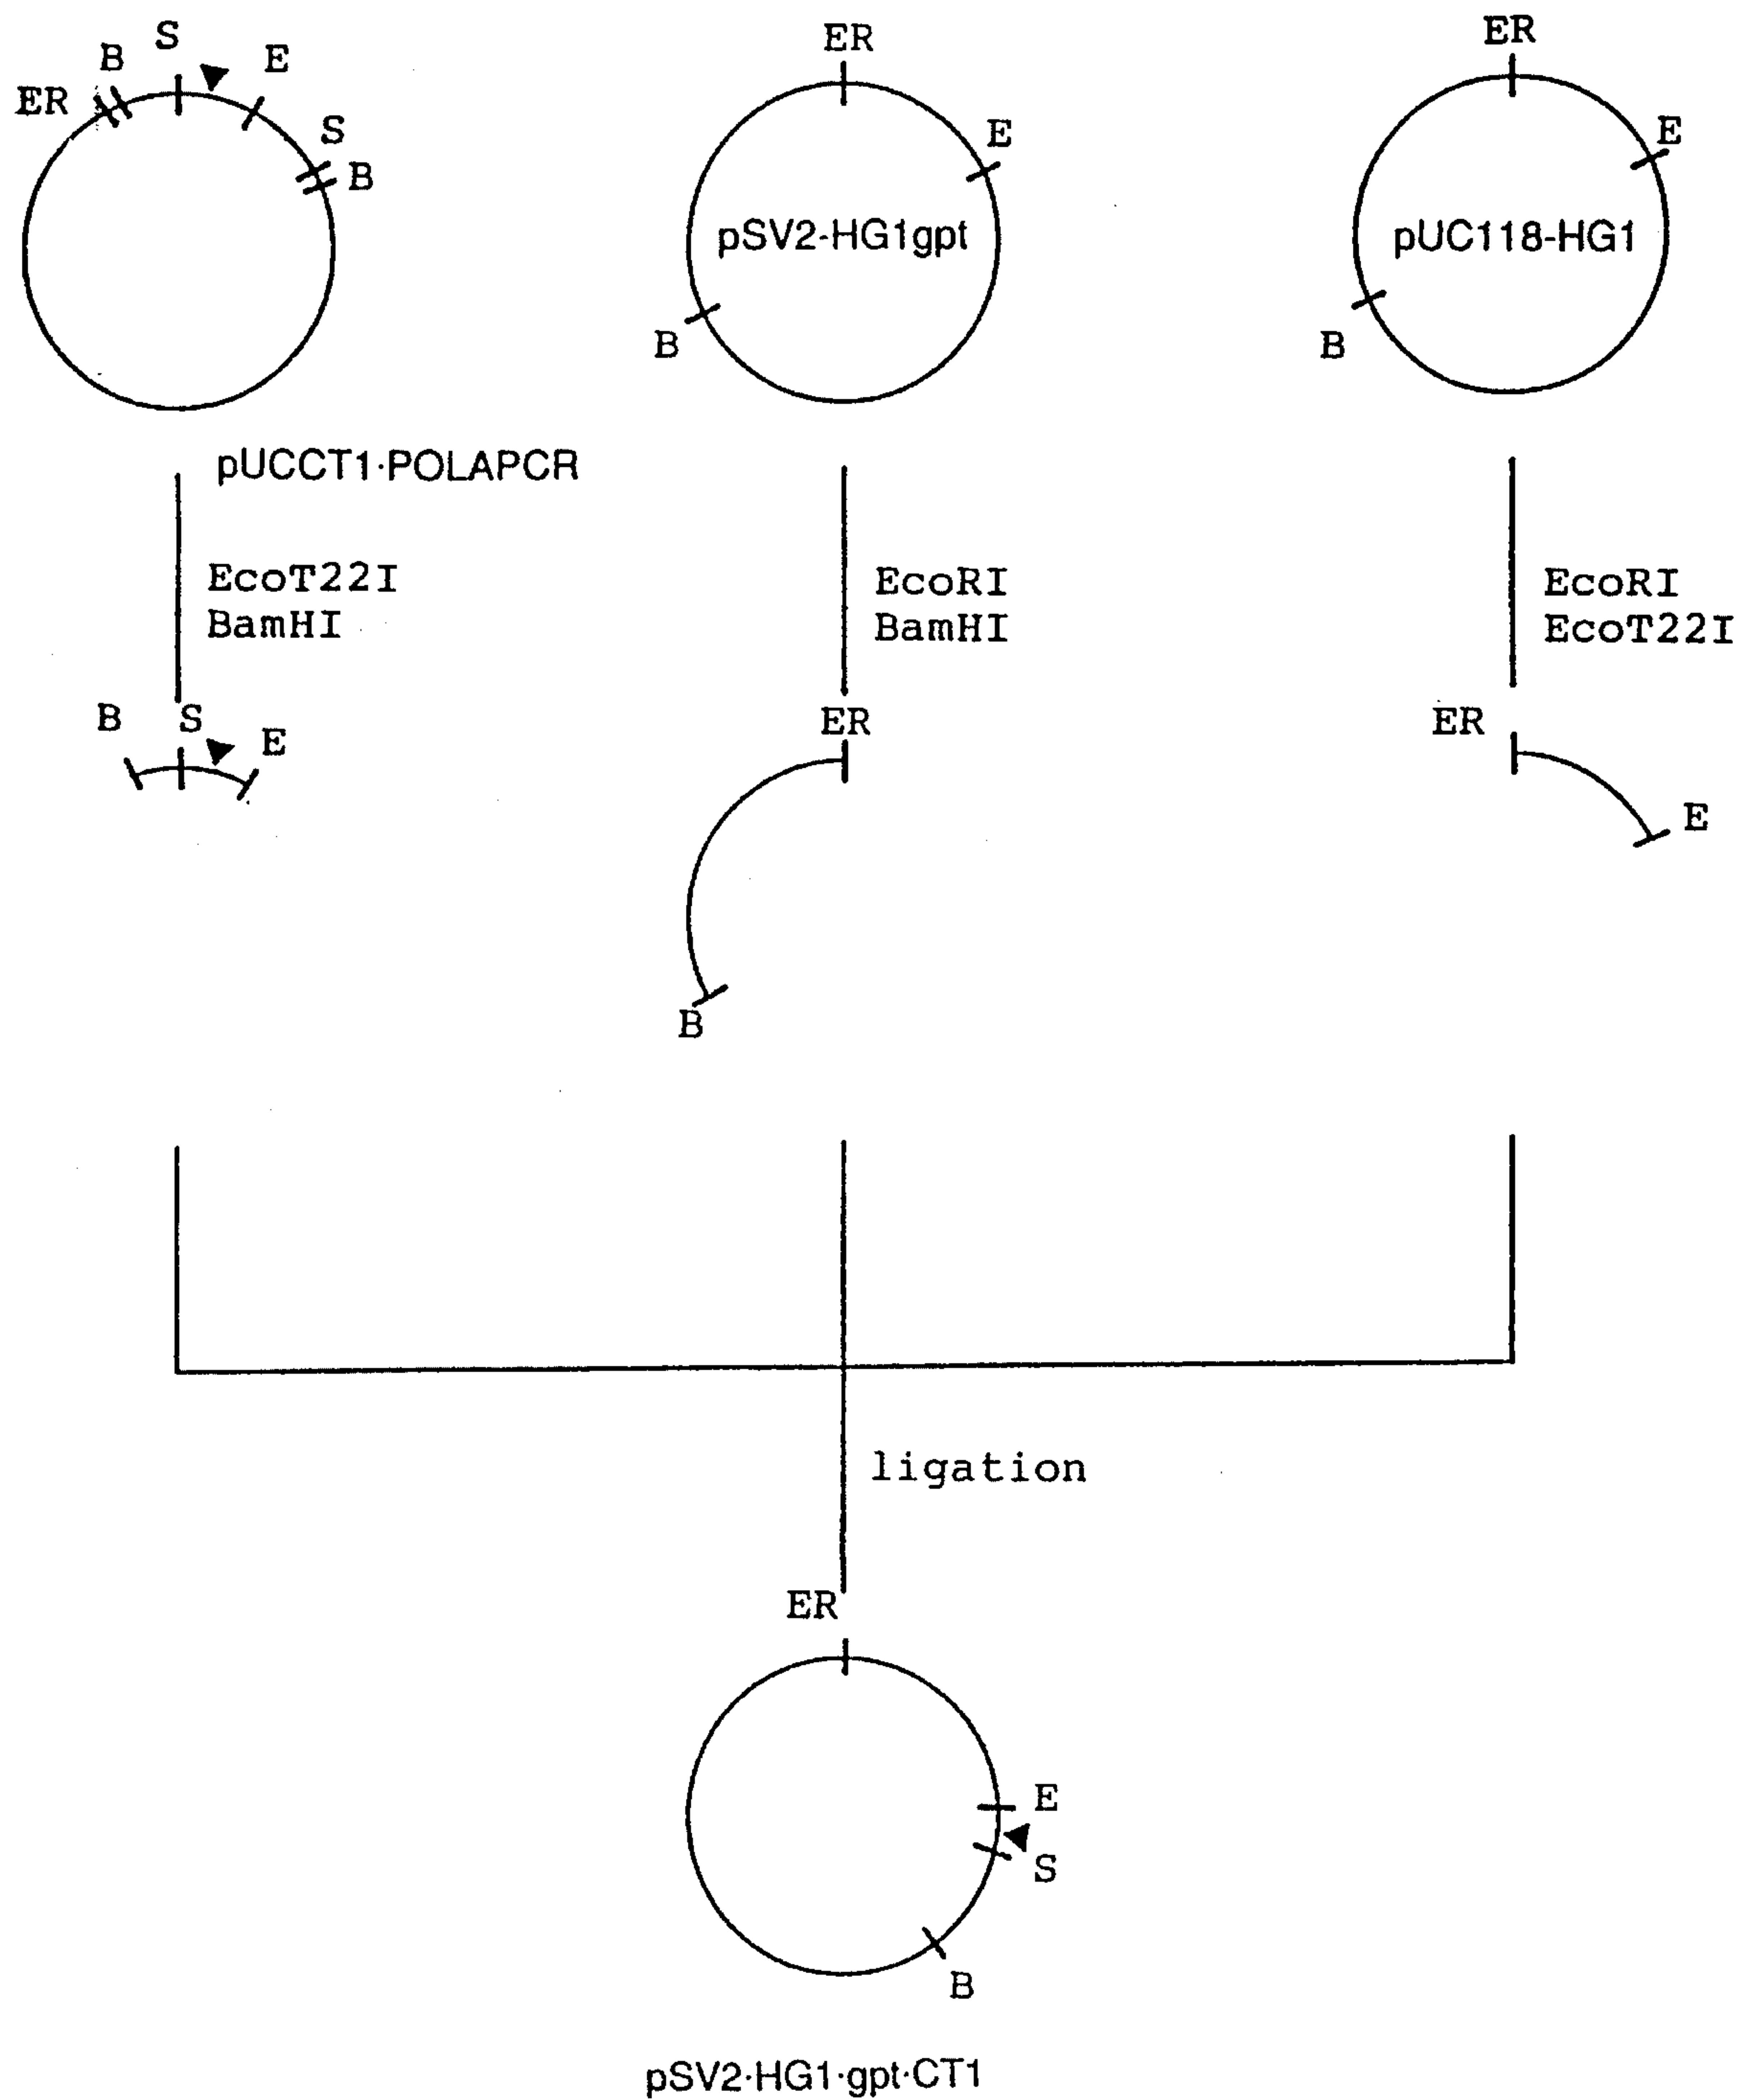 ER B S E S B
ER E B
pSV2-HG1gpt
ER E B
pUC118-HG1
pUCCT1·POLAPCR
EcoT22I
BamHI
EcoRI
BamHI
EcoRI
EcoT22I
B S E
ER
B
ER
E
ligation
ER
E
S
B
pSV2·HG1·gpt·CT1